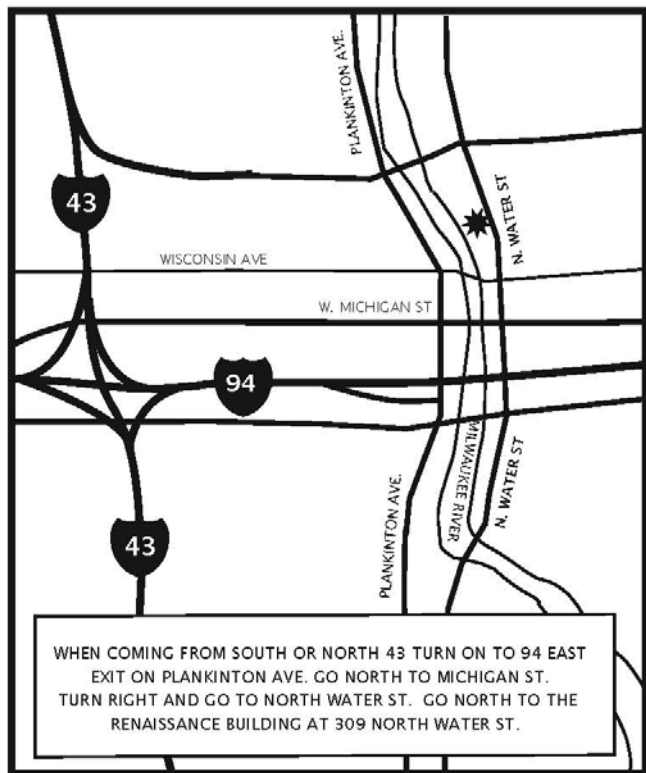 PLANKINTON AVE.
43
N. WATER ST
WISCONSIN AVE
W. MICHIGAN ST
94
MILWAUKEE RIVER
N. WATER ST
PLANKINTON AVE.
43
WHEN COMING FROM SOUTH OR NORTH 43 TURN ON TO 94 EAST
EXIT ON PLANKINTON AVE. GO NORTH TO MICHIGAN ST.
TURN RIGHT AND GO TO NORTH WATER ST. GO NORTH TO THE
RENAISSANCE BUILDING AT 309 NORTH WATER ST.